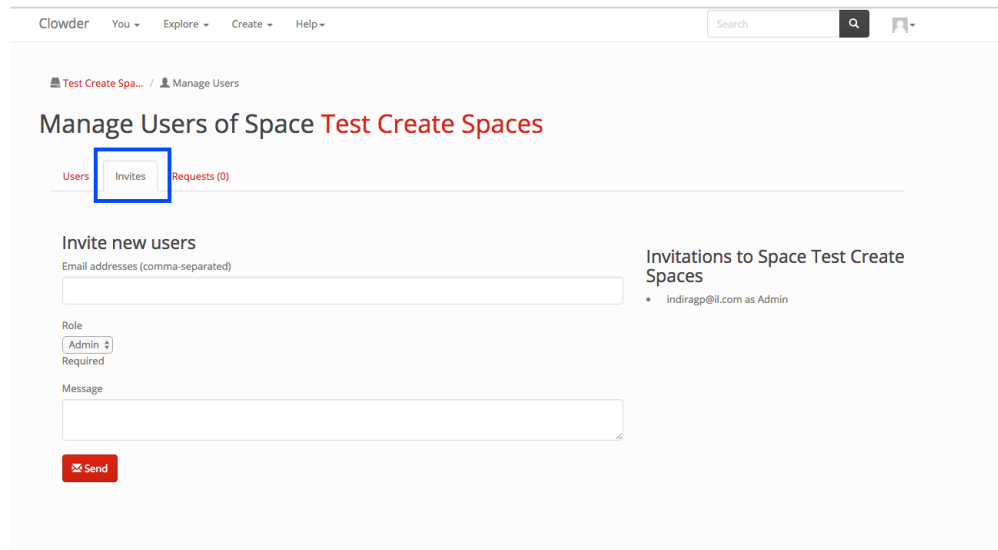 Clowder You Explore Create Help Search
Test Create Spa... / Manage Users
Manage Users of Space Test Create Spaces
Users Invites Requests (0)
Invite new users
Email addresses (comma-separated)
Role
Admin
Required
Message
Send
Invitations to Space Test Create
Spaces
• indiragp@il.com as Admin